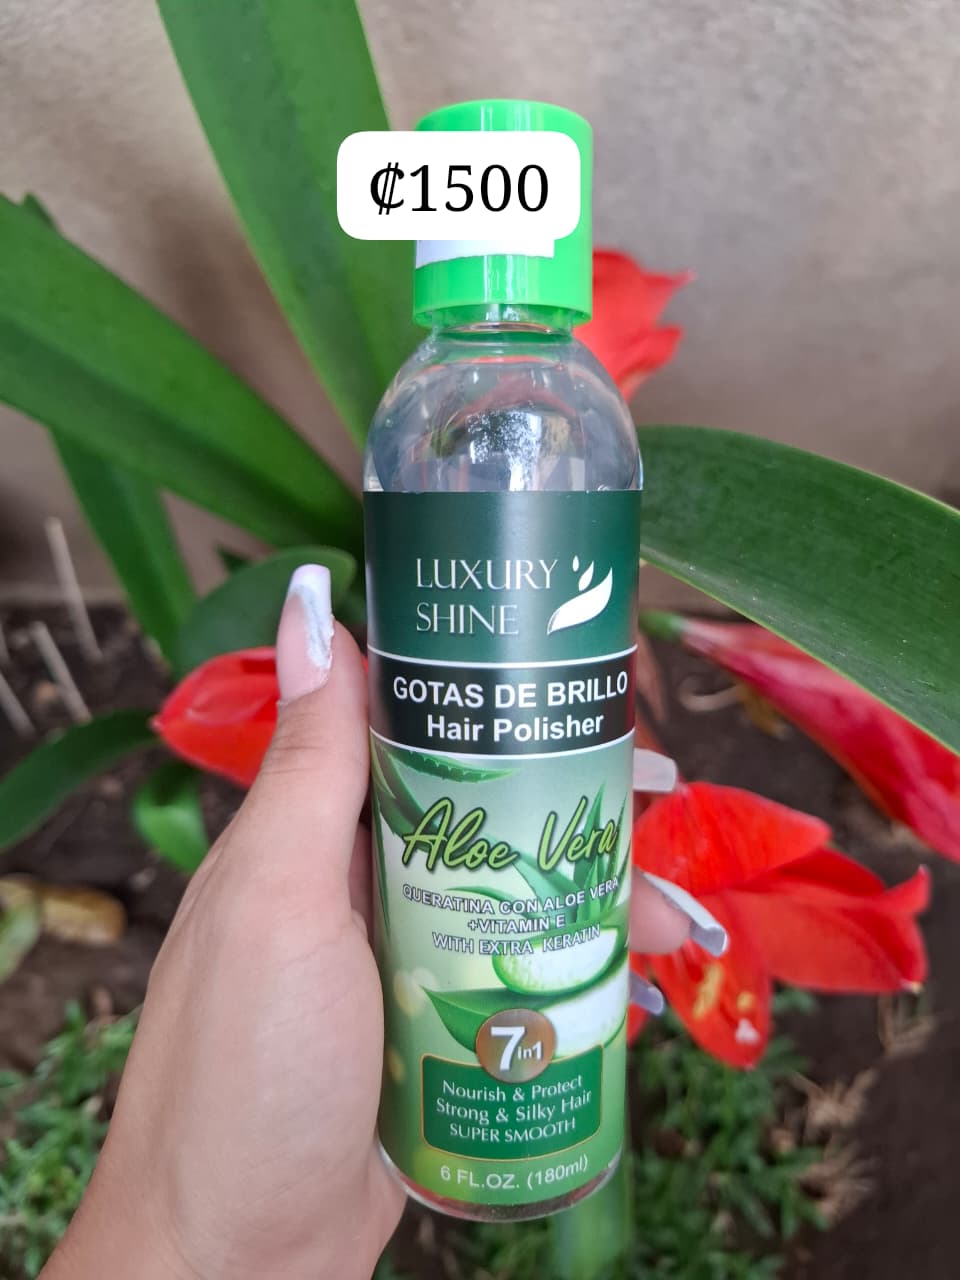 ₡1500
LUXURY
SHINE
GOTAS DE BRILLO
Hair Polisher
Aloe Vera
QUERATINA CON ALOE VERA
+VITAMIN E
WITH EXTRA KERATIN
7in1
Nourish & Protect
Strong & Silky Hair
SUPER SMOOTH
6 FL.OZ. (180ml)